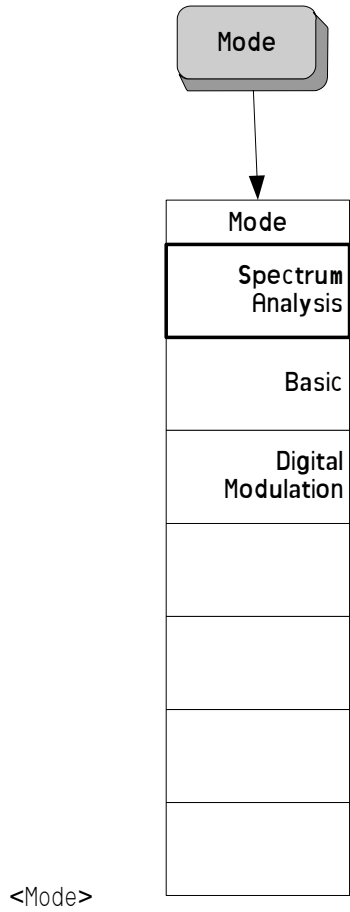 Mode
Mode
Spectrum
Analysis
Basic
Digital
Modulation
<Mode>